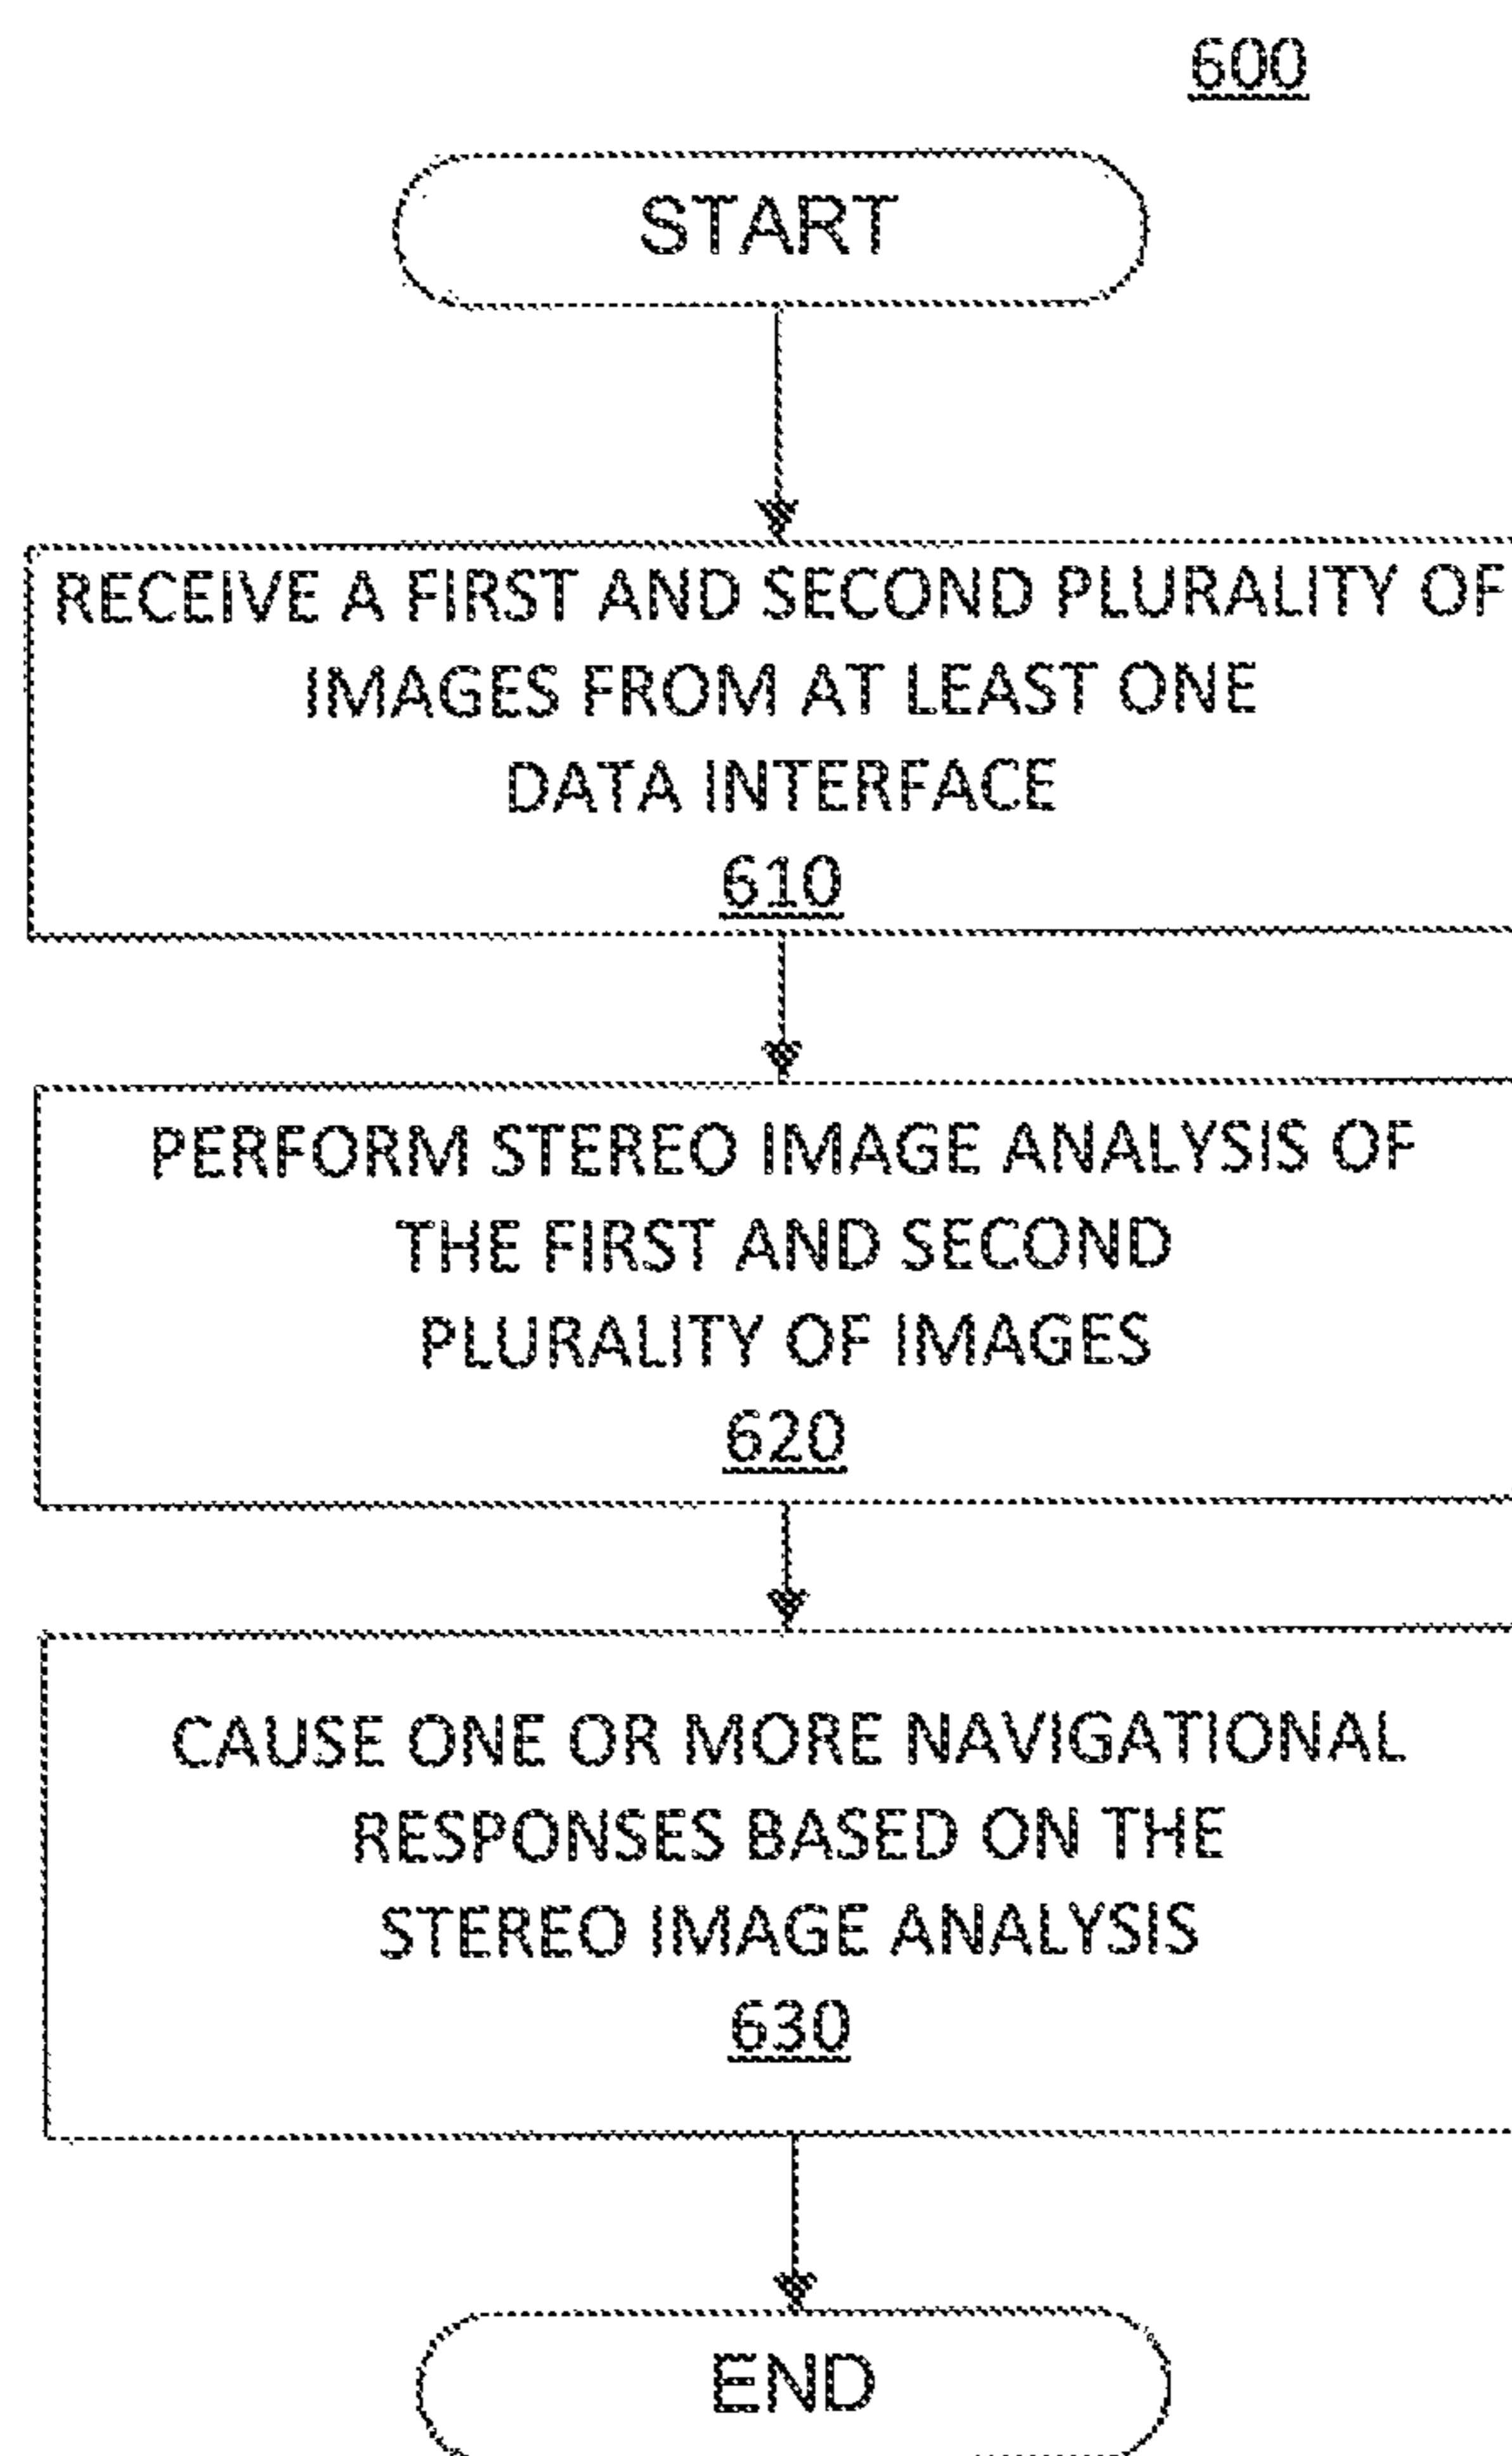 600
START
RECEIVE A FIRST AND SECOND PLURALITY OF
IMAGES FROM AT LEAST ONE
DATA INTERFACE
610
PERFORM STEREO IMAGE ANALYSIS OF
THE FIRST AND SECOND
PLURALITY OF IMAGES
620
CAUSE ONE OR MORE NAVIGATIONAL
RESPONSES BASED ON THE
STEREO IMAGE ANALYSIS
630
END